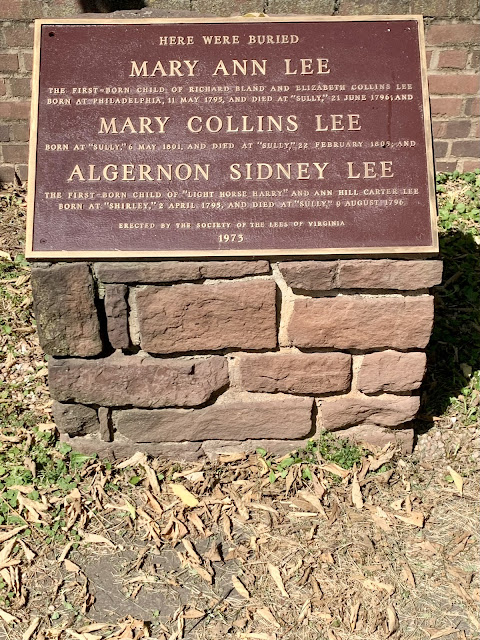 HERE WERE BURIED
MARY ANN LEE
THE FIRST-BORN CHILD OF RICHARD BLAND AND ELIZABETH COLLINS LEE
BORN AT PHILADELPHIA, 11 MAY 1795, AND DIED AT "SULLY," 21 JUNE 1796; AND
MARY COLLINS LEE
BORN AT "SULLY," 6 MAY 1801, AND DIED AT "SULLY," 22 FEBRUARY 1805; AND
ALGERNON SIDNEY LEE
THE FIRST-BORN CHILD OF "LIGHT HORSE HARRY" AND ANN HILL CARTER LEE
BORN AT "SHIRLEY," 2 APRIL 1795, AND DIED AT "SULLY," 9 AUGUST 1796
ERECTED BY THE SOCIETY OF THE LEES OF VIRGINIA
1973